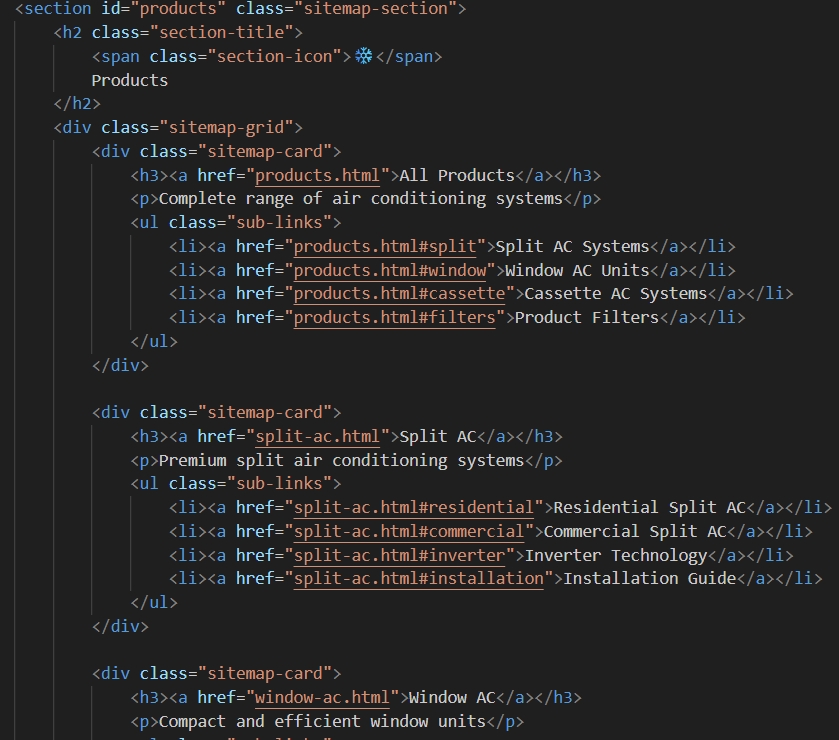 <section id="products" class="sitemap-section">
<h2 class="section-title">
<span class="section-icon">❄</span>
Products
</h2>
<div class="sitemap-grid">
<div class="sitemap-card">
<h3><a href="products.html">All Products</a></h3>
<p>Complete range of air conditioning systems</p>
<ul class="sub-links">
<li><a href="products.html#split">Split AC Systems</a></li>
<li><a href="products.html#window">Window AC Units</a></li>
<li><a href="products.html#cassette">Cassette AC Systems</a></li>
<li><a href="products.html#filters">Product Filters</a></li>
</ul>
</div>
<div class="sitemap-card">
<h3><a href="split-ac.html">Split AC</a></h3>
<p>Premium split air conditioning systems</p>
<ul class="sub-links">
<li><a href="split-ac.html#residential">Residential Split AC</a></li>
<li><a href="split-ac.html#commercial">Commercial Split AC</a></li>
<li><a href="split-ac.html#inverter">Inverter Technology</a></li>
<li><a href="split-ac.html#installation">Installation Guide</a></li>
</ul>
</div>
<div class="sitemap-card">
<h3><a href="window-ac.html">Window AC</a></h3>
<p>Compact and efficient window units</p>